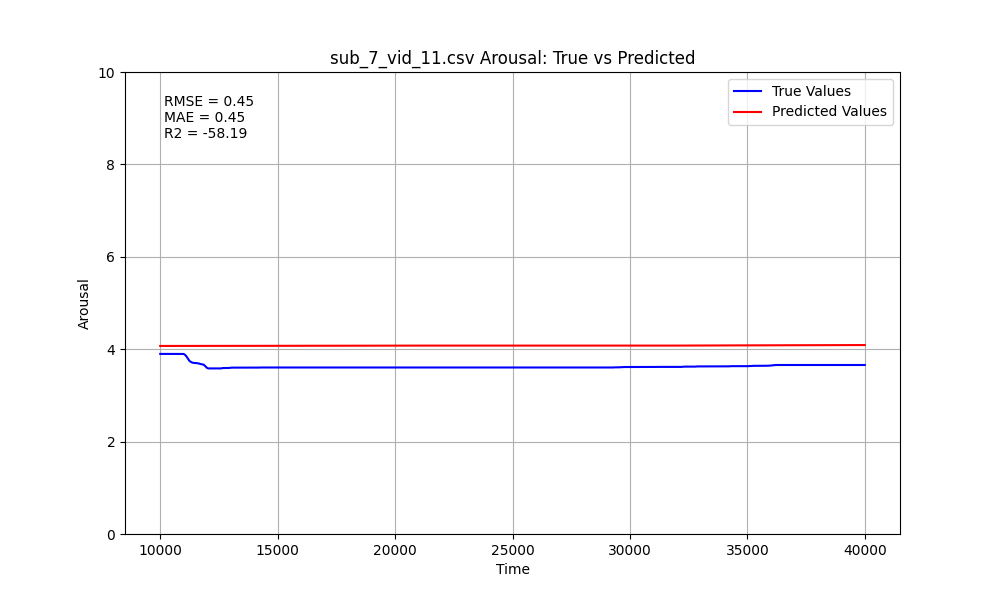 sub_7_vid_11.csv Arousal: True vs Predicted
RMSE = 0.45
MAE = 0.45
R2 = -58.19
True Values
Predicted Values
10
8
6
4
2
0
Arousal
10000
15000
20000
25000
30000
35000
40000
Time